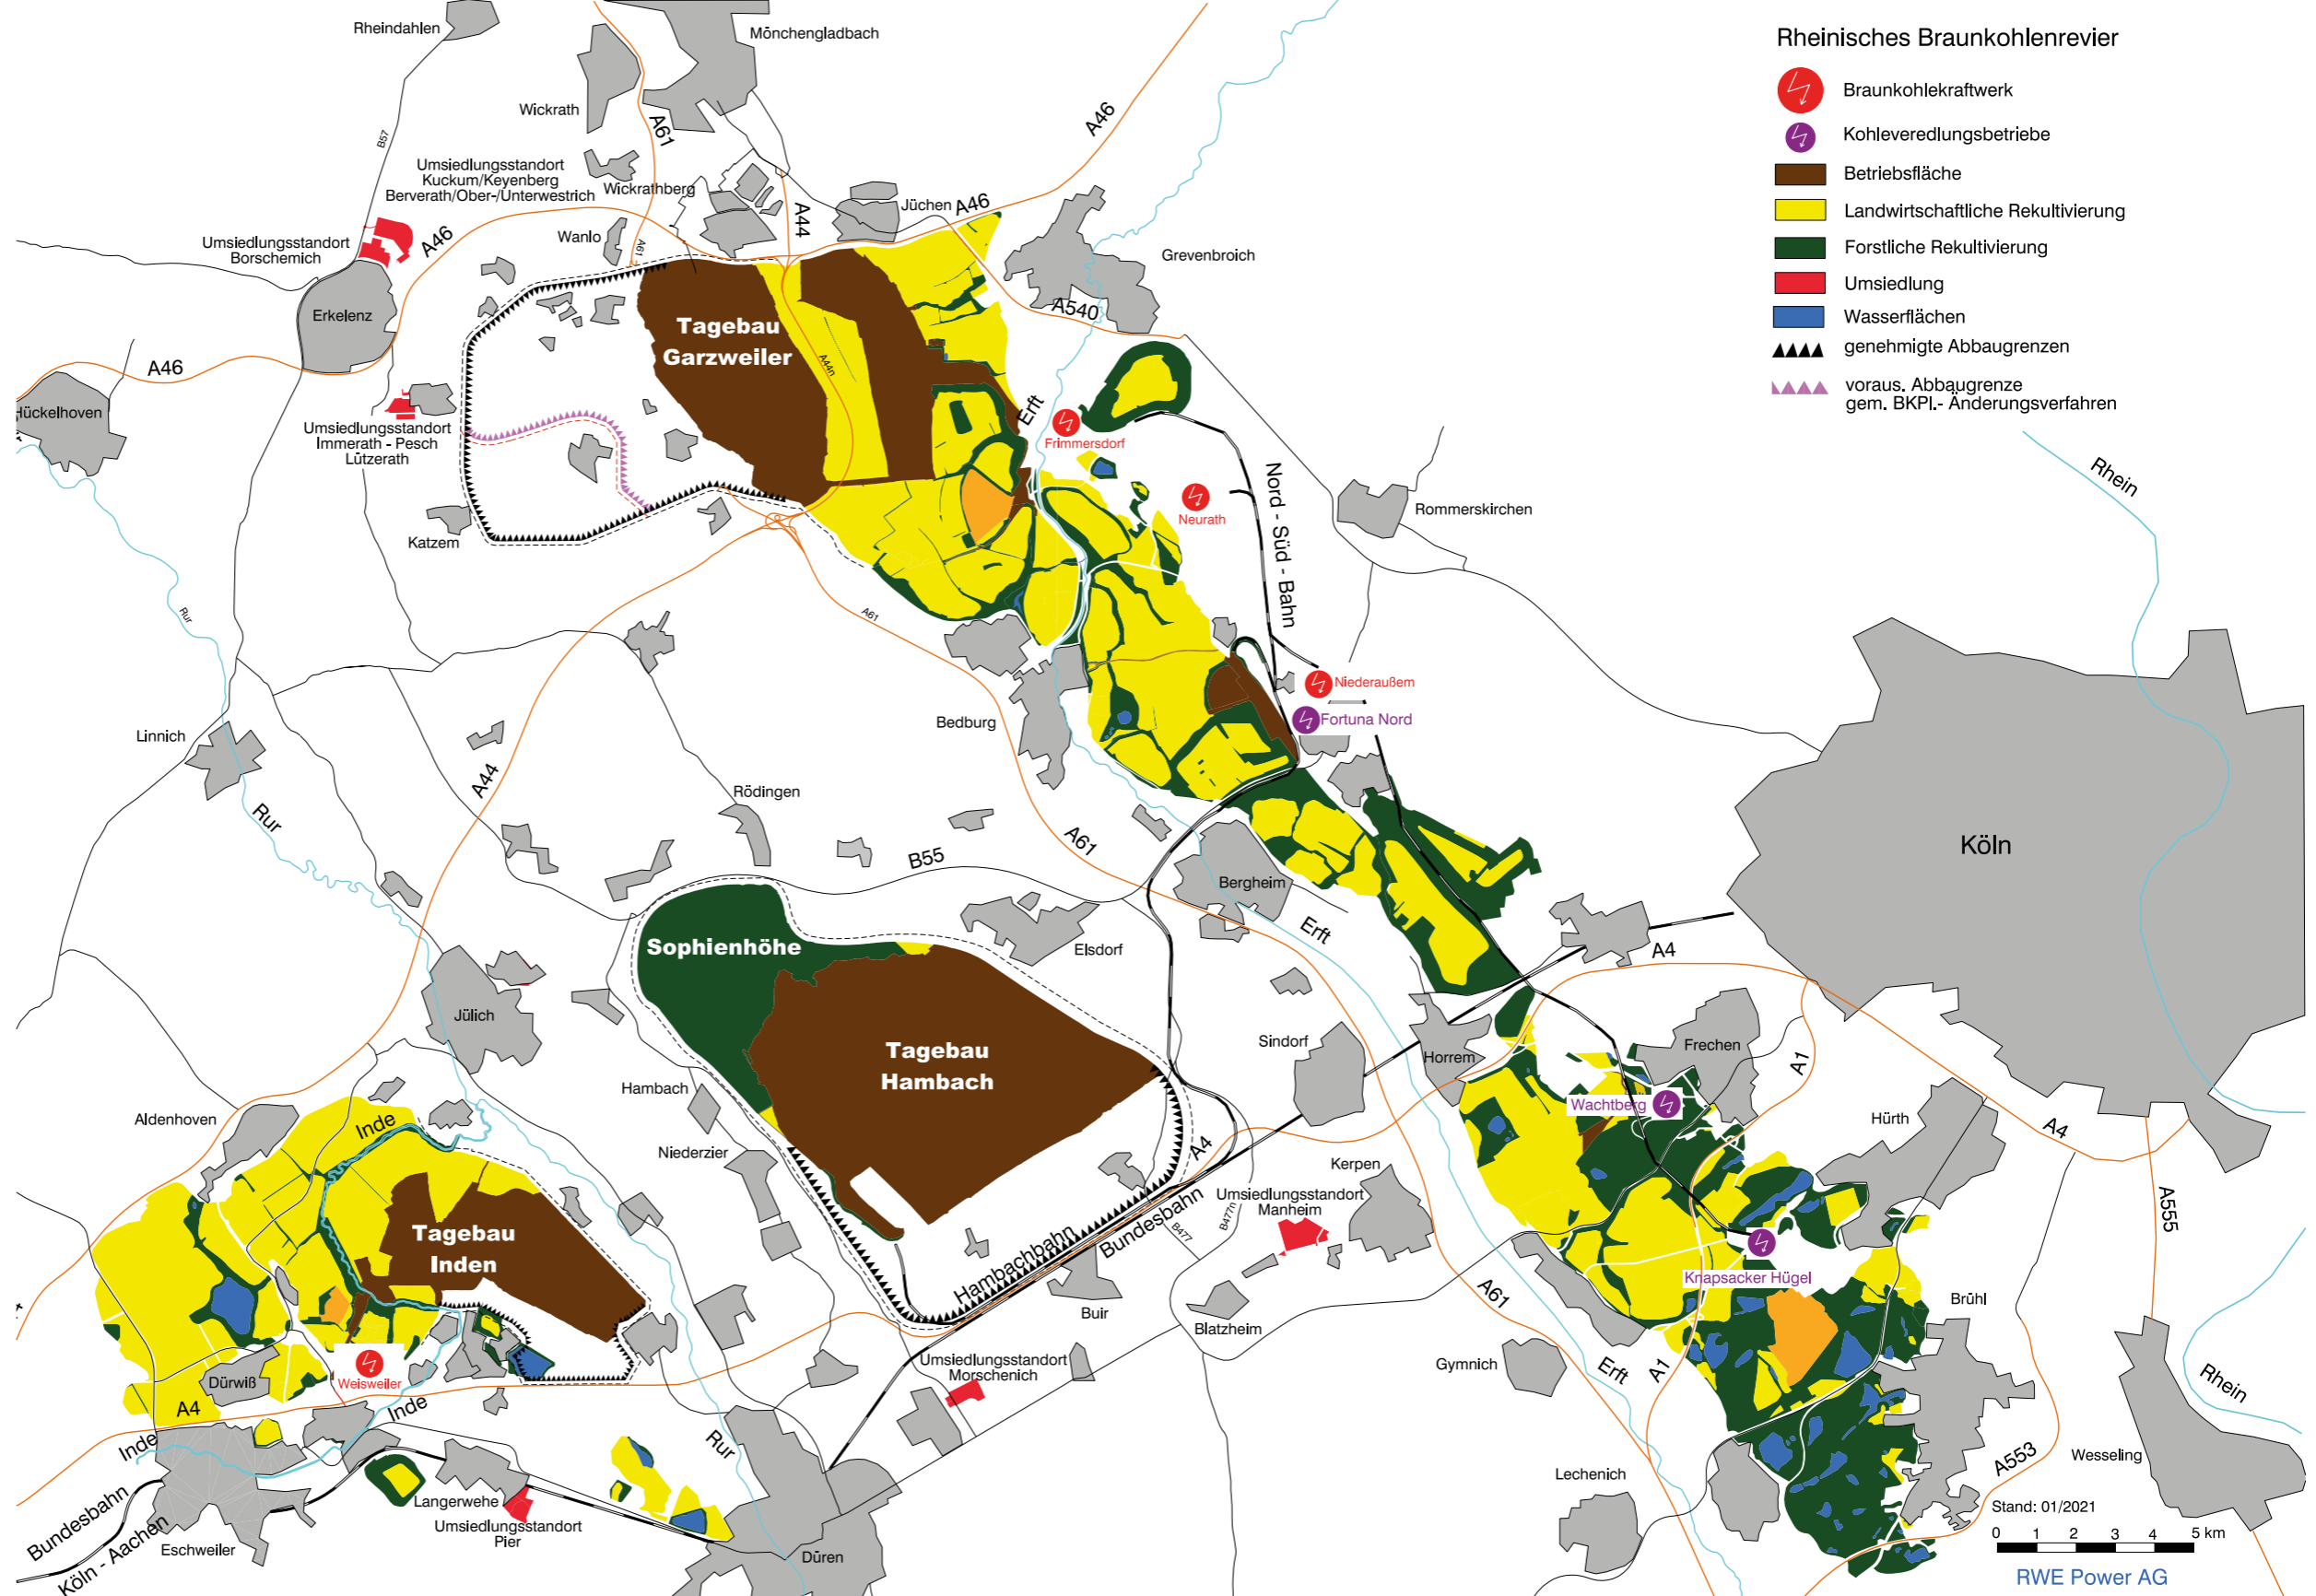 Rheinisches Braunkohlenrevier
Braunkohlekraftwerk
Kohleveredlungsbetriebe
Betriebsfläche
Landwirtschaftliche Rekultivierung
Forstliche Rekultivierung
Umsiedlung
Wasserflächen
genehmigte Abbaugrenzen
voraus. Abbaugrenze
gem. BKPl.- Änderungsverfahren
Rheindahlen
Mönchengladbach
Wickrath
A61
A46
B57
Umsiedlungsstandort
Kuckum/Keyenberg
Berverath/Ober-/Unterwestrich
Wickrathberg
A44
Jüchen
A46
Umsiedlungsstandort
Borschemich
A46
Wanlo
A61
Grevenbroich
Erkelenz
A540
Tagebau
Garzweiler
A44n
A46
Hückelhoven
Umsiedlungsstandort
Immerath - Pesch
Lützerath
Erft
Frimmersdorf
Neurath
Nord - Süd - Bahn
Rommerskirchen
Rhein
Katzem
Rur
A61
Niederaußem
Fortuna Nord
Bedburg
Linnich
A44
Rur
Rödingen
A61
B55
Köln
Bergheim
Erft
Sophienhöhe
Elsdorf
A4
Jülich
Tagebau
Hambach
Sindorf
Horrem
Frechen
A1
Hambach
Wachtberg
Aldenhoven
Inde
Hürth
A4
Niederzier
A4
Kerpen
Umsiedlungsstandort
Manheim
B477n
B477
A555
Tagebau
Inden
Hambachbahn
Bundesbahn
Knapsacker Hügel
A61
Buir
Blatzheim
Brühl
Umsiedlungsstandort
Morschenich
Gymnich
Erft
A1
Rhein
Weisweiler
Dürwiß
A4
Inde
Inde
Rur
A553
Wesseling
Lechenich
Langerwehe
Umsiedlungsstandort
Pier
Bundesbahn
Köln - Aachen
Eschweiler
Düren
Stand: 01/2021
0 1 2 3 4 5 km
RWE Power AG